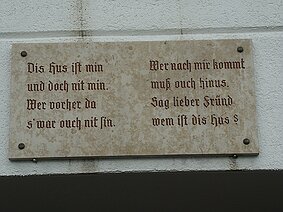 Dis Hus ist min
und doch nit min.
Wer vorher da
s'war ouch nit sin.
Wer nach mir kommt
muß ouch hinus.
Sag lieber Fründ
wem ist dis Hus?